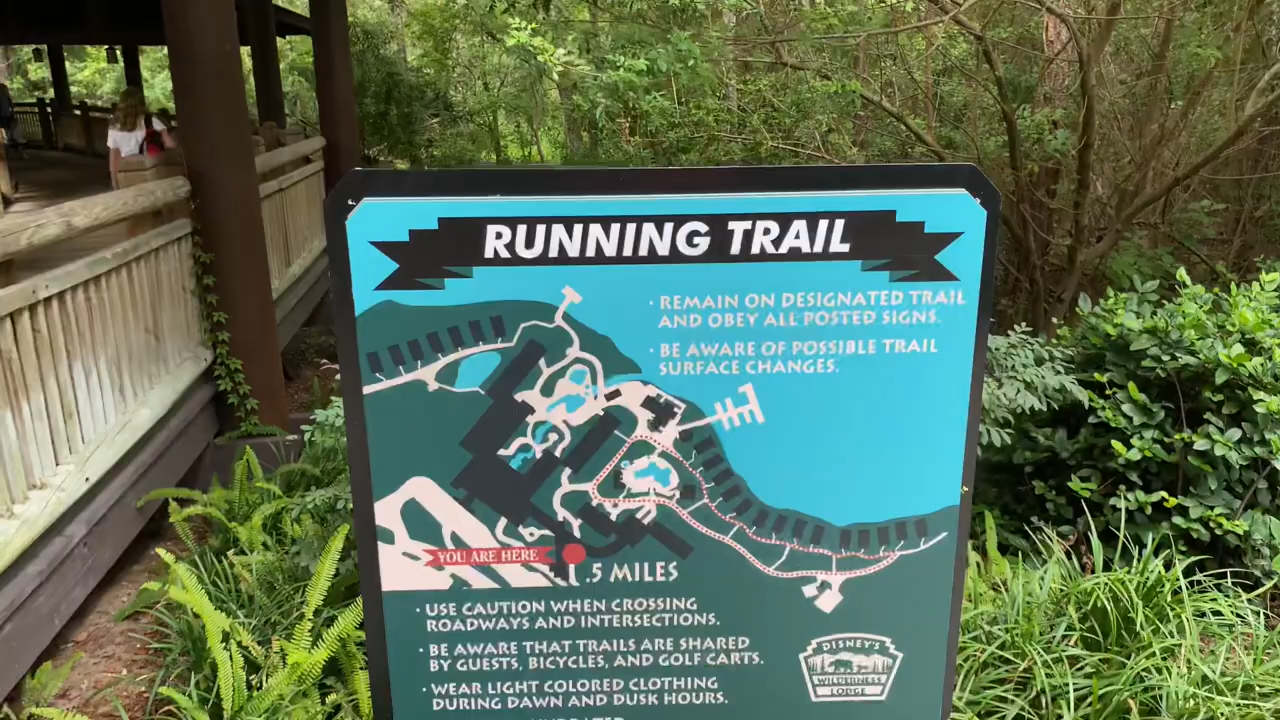 RUNNING TRAIL
· REMAIN ON DESIGNATED TRAIL
AND OBEY ALL POSTED SIGNS.
· BE AWARE OF POSSIBLE TRAIL
SURFACE CHANGES.
YOU ARE HERE
.5 MILES
· USE CAUTION WHEN CROSSING
ROADWAYS AND INTERSECTIONS.
· BE AWARE THAT TRAILS ARE SHARED
BY GUESTS, BICYCLES, AND GOLF CARTS.
· WEAR LIGHT COLORED CLOTHING
DURING DAWN AND DUSK HOURS.
DISNEY'S
WILDERNESS
LODGE